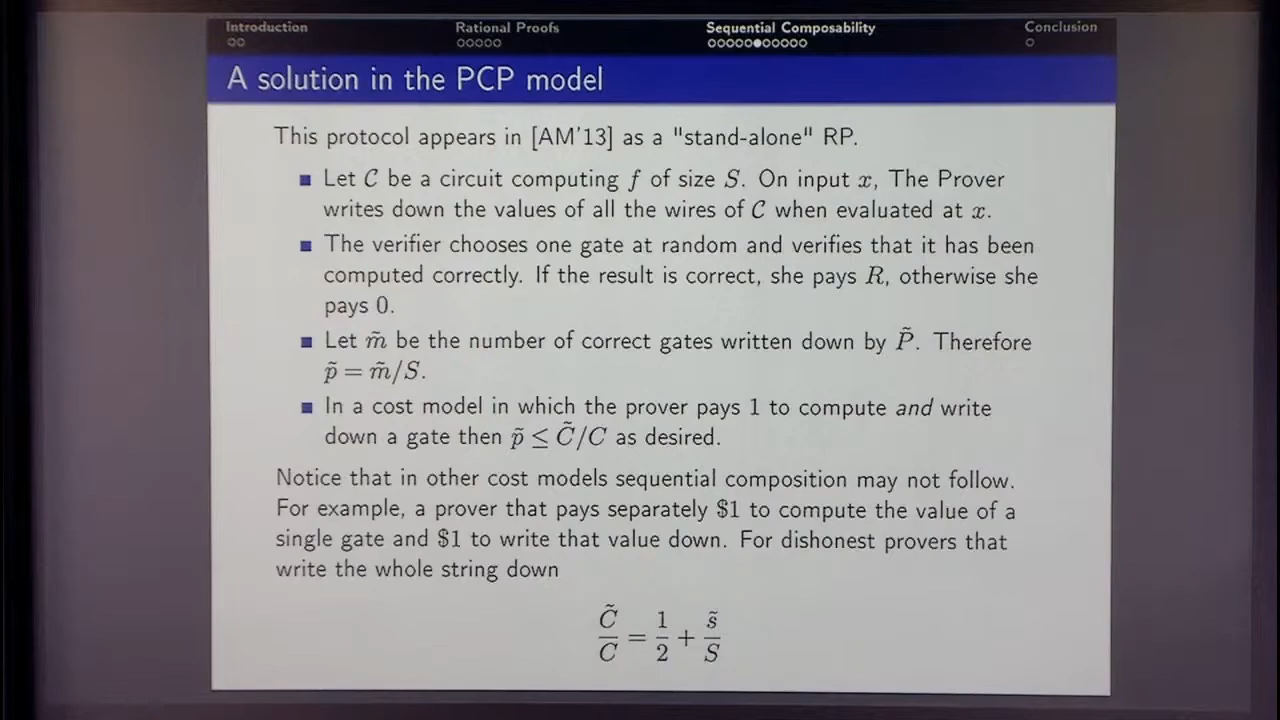 Introduction Rational Proofs Sequential Composability Conclusion
A solution in the PCP model
This protocol appears in [AM'13] as a "stand-alone" RP.
Let 𝒞 be a circuit computing f of size S. On input x, The Prover
writes down the values of all the wires of 𝒞 when evaluated at x.
The verifier chooses one gate at random and verifies that it has been
computed correctly. If the result is correct, she pays R, otherwise she
pays 0.
Let m̃ be the number of correct gates written down by P̃. Therefore
p̃ = m̃/S.
In a cost model in which the prover pays 1 to compute and write
down a gate then p̃ ≤ C̃/C as desired.
Notice that in other cost models sequential composition may not follow.
For example, a prover that pays separately $1 to compute the value of a
single gate and $1 to write that value down. For dishonest provers that
write the whole string down
C̃/C = 1/2 + s̃/S